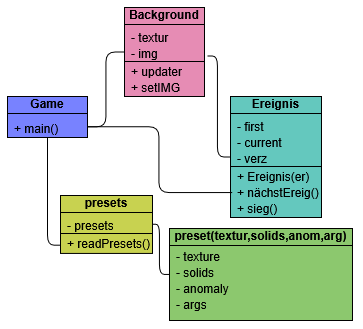 Background
- textur
- img
+ updater
+ setIMG
Game
+ main()
Ereignis
- first
- current
- verz
+ Ereignis(er)
+ nächstEreig()
+ sieg()
presets
- presets
+ readPresets()
preset(textur,solids,anom,arg)
- texture
- solids
- anomaly
- args